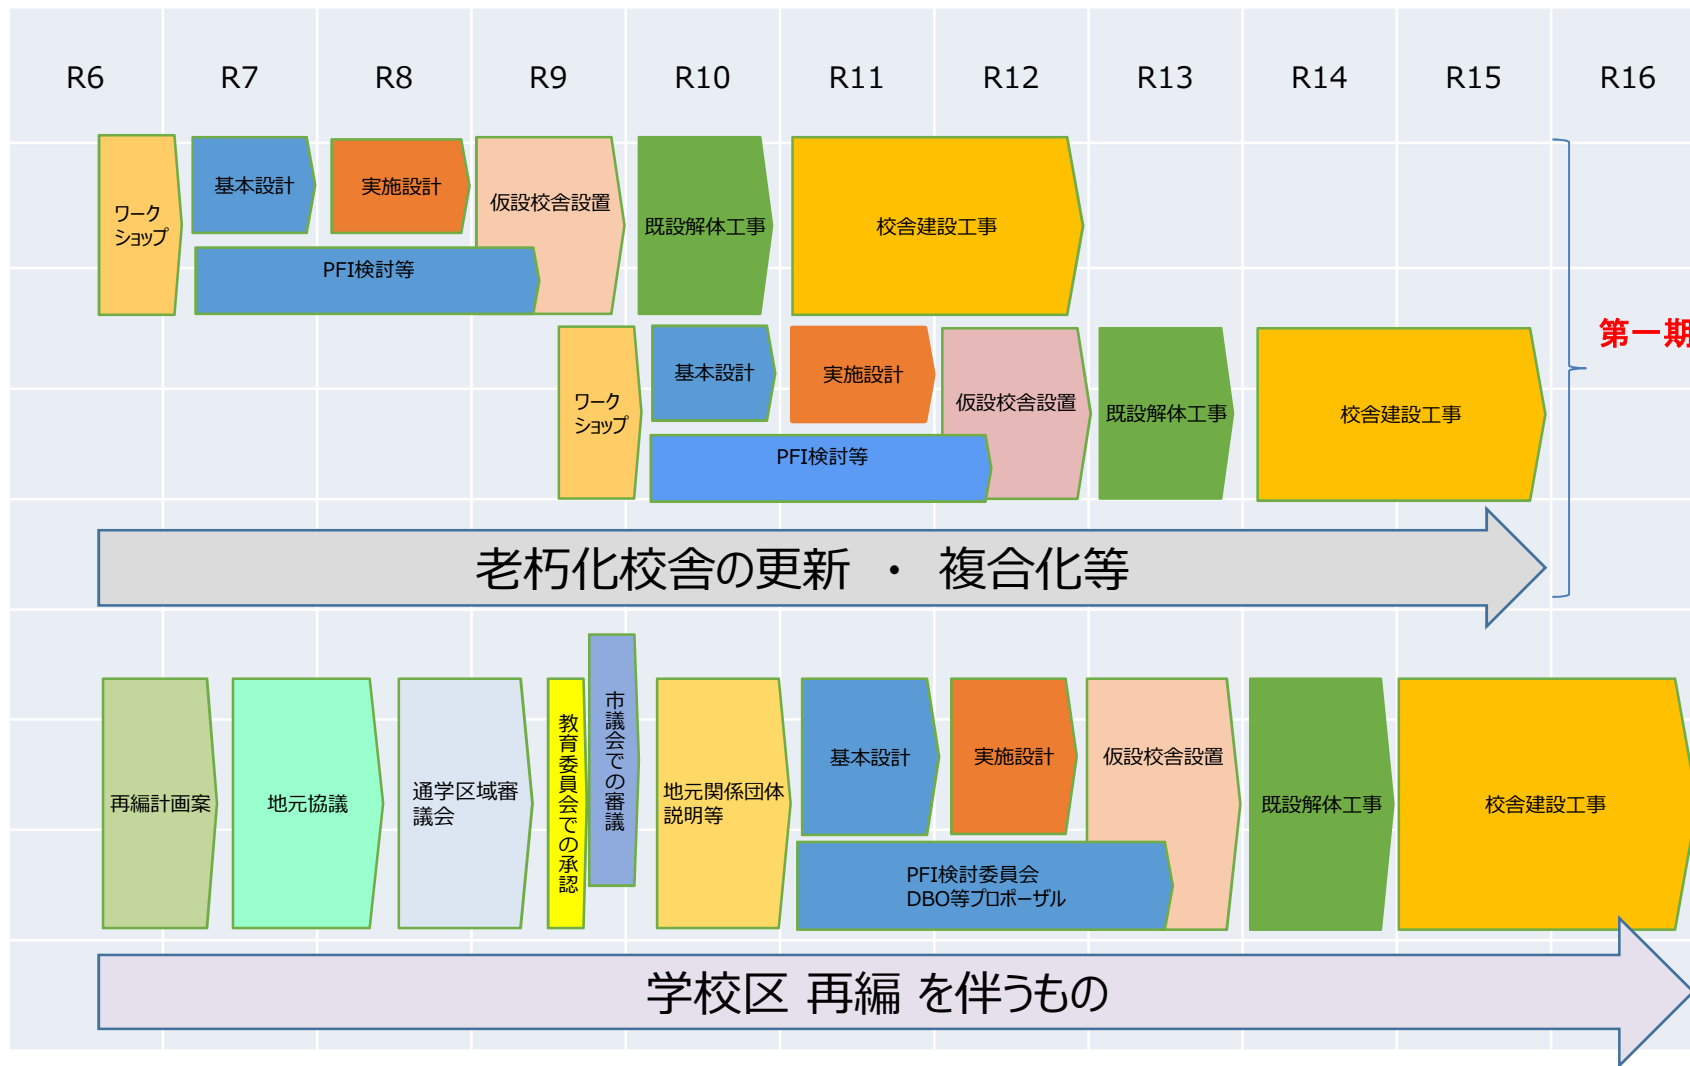 R6 R7 R8 R9 R10 R11 R12 R13 R14 R15 R16
ワーク
ショップ
基本設計
実施設計
仮設校舎設置
既設解体工事
校舎建設工事
PFI検討等
第一期
ワーク
ショップ
基本設計
実施設計
仮設校舎設置
既設解体工事
校舎建設工事
PFI検討等
老朽化校舎の更新 ・ 複合化等
再編計画案
地元協議
通学区域審
議会
教育委員会での承認
市議会での審議
地元関係団体
説明等
基本設計
実施設計
仮設校舎設置
既設解体工事
校舎建設工事
PFI検討委員会
DBO等プロポーザル
学校区 再編 を伴うもの